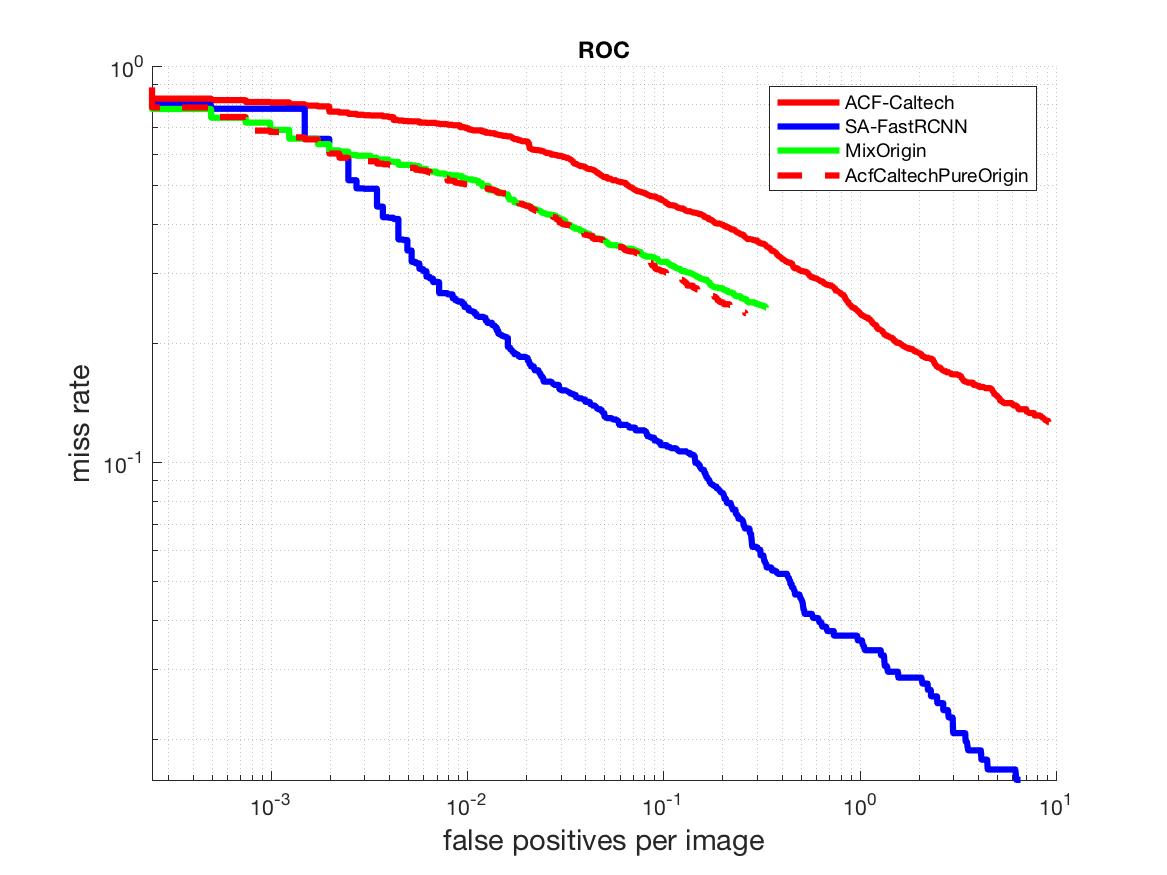 ROC
10^0
10^-1
miss rate
ACF-Caltech
SA-FastRCNN
MixOrigin
AcfCaltechPureOrigin
10^-3 10^-2 10^-1 10^0 10^1
false positives per image